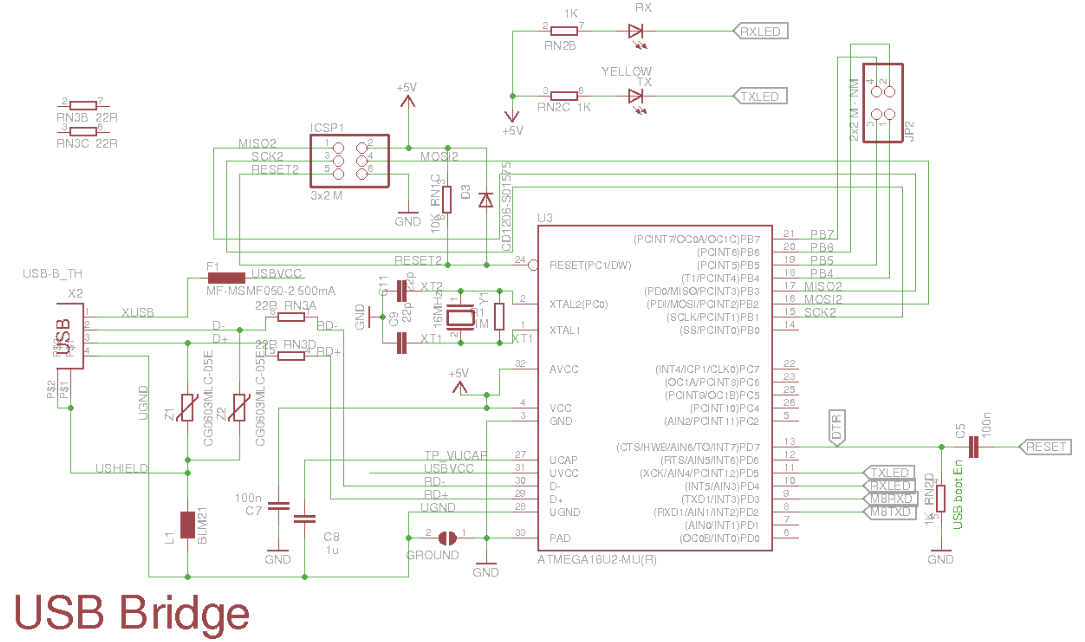 1K
RX
2
7
RN2B
RXLED
YELLOW
TX
3
6
RN2C 1K
TXLED
+5V
2 7
RN3B 22R
3 6
RN3C 22R
+5V
ICSP1
1 2
3 4
5 6
3x2 M
MISO2
SCK2
RESET2
MOSI2
GND
RN1C
10K
3
6
D3
CD1206-S01575
4 2
3 1
2x2 M - NM
JP2
U3
RESET2
24
RESET(PC1/DW)
(PCINT7/OC0A/OC1C)PB7 21 PB7
(PCINT6)PB6 20 PB6
(PCINT5)PB5 19 PB5
(T1/PCINT4)PB4 18 PB4
(PD0/MISO/PCINT3)PB3 17 MISO2
(PDI/MOSI/PCINT2)PB2 16 MOSI2
(SCLK/PCINT1)PB1 15 SCK2
(SS/PCINT0)PB0 14
USB-B_TH
X2
USB
1
2
3
4
P$2
P$1
F1
USBVCC
MF-MSMF050-2 500mA
XUSB
22R RN3A
8 1
D-
RD-
D+
22R RN3D
5 4
RD+
C11
22p
C9
22p
GND
XT2
XT1
16MHz
1
2
Y1
R1
1M
XT1
2 XTAL2(PC0)
1 XTAL1
Z1
CG0603MLC-05E
Z2
CG0603MLC-05E
UGND
USHIELD
L1
BLM21
+5V
32 AVCC
4 VCC
3 GND
(INT4/ICP1/CLK0)PC7 22
(OC1A/PCINT8)PC6 23
(PCINT9/OC1B)PC5 25
(PCINT10)PC4 26
(AIN2/PCINT11)PC2 5
TP_VUCAP 27 UCAP
USBVCC 31 UVCC
RD- 30 D-
RD+ 29 D+
UGND 28 UGND
33 PAD
(CTS/HWB/AIN6/TO/INT7)PD7 13
(RTS/AIN5/INT6)PD6 12
(XCK/AIN4/PCINT12)PD5 11 TXLED
(INT5/AIN3)PD4 10 RXLED
(TXD1/INT3)PD3 9 M8RXD
(RXD1/AIN1/INT2)PD2 8 M8TXD
(AIN0/INT1)PD1 7
(OC0B/INT0)PD0 6
DTR
C5
100n
RESET
RN2D
1K
4
5
USB boot En
GND
100n
C7
GND
C8
1u
2 1
GROUND
GND
ATMEGA16U2-MU(R)
USB Bridge